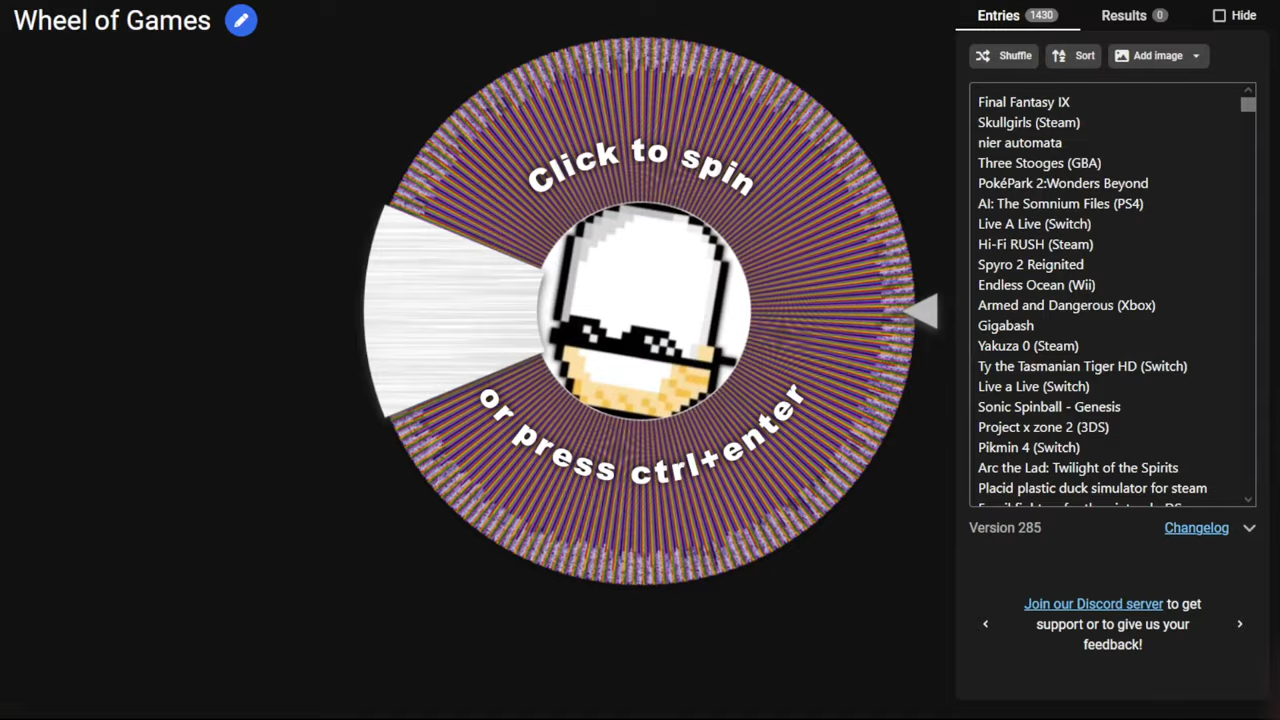 Wheel of Games
Click to spin
or press ctrl+enter
Entries 1430
Results 0
Hide
Shuffle
Sort
Add image
Final Fantasy IX
Skullgirls (Steam)
nier automata
Three Stooges (GBA)
PokéPark 2:Wonders Beyond
AI: The Somnium Files (PS4)
Live A Live (Switch)
Hi-Fi RUSH (Steam)
Spyro 2 Reignited
Endless Ocean (Wii)
Armed and Dangerous (Xbox)
Gigabash
Yakuza 0 (Steam)
Ty the Tasmanian Tiger HD (Switch)
Live a Live (Switch)
Sonic Spinball - Genesis
Project x zone 2 (3DS)
Pikmin 4 (Switch)
Arc the Lad: Twilight of the Spirits
Placid plastic duck simulator for steam
Version 285
Changelog
Join our Discord server to get
support or to give us your
feedback!